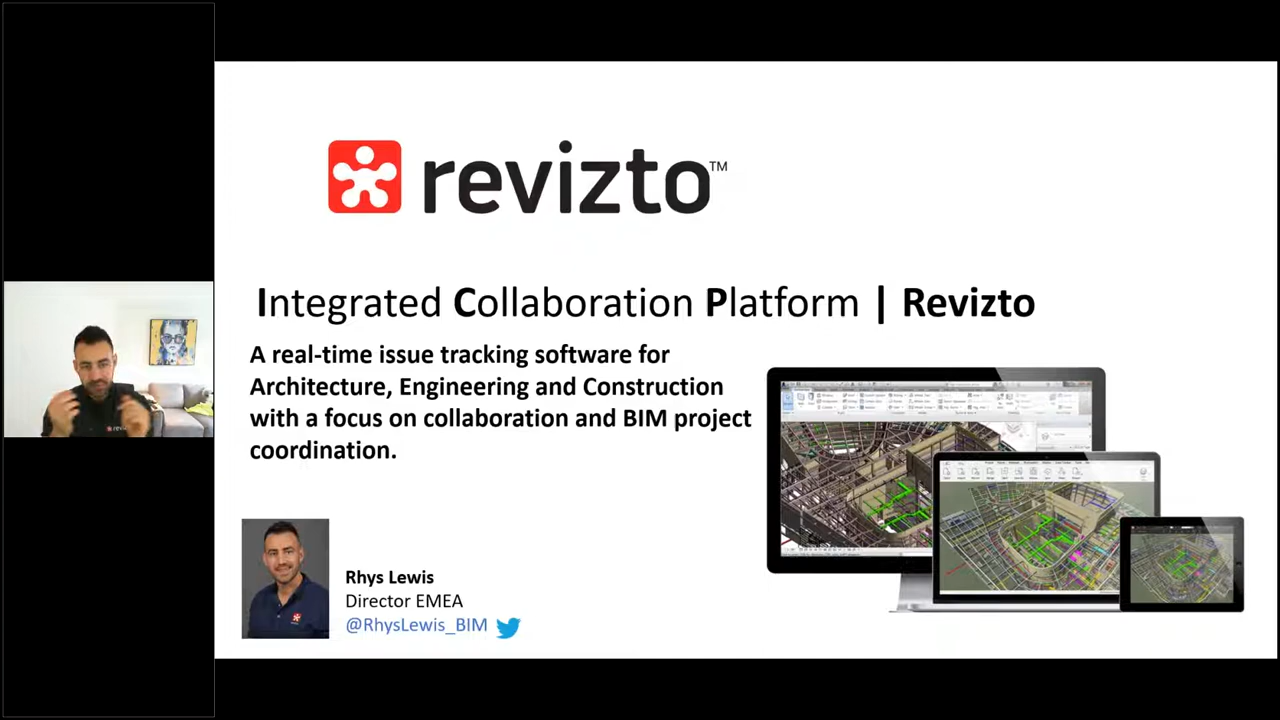 revizto™
Integrated Collaboration Platform | Revizto
A real-time issue tracking software for
Architecture, Engineering and Construction
with a focus on collaboration and BIM project
coordination.
Rhys Lewis
Director EMEA
@RhysLewis_BIM